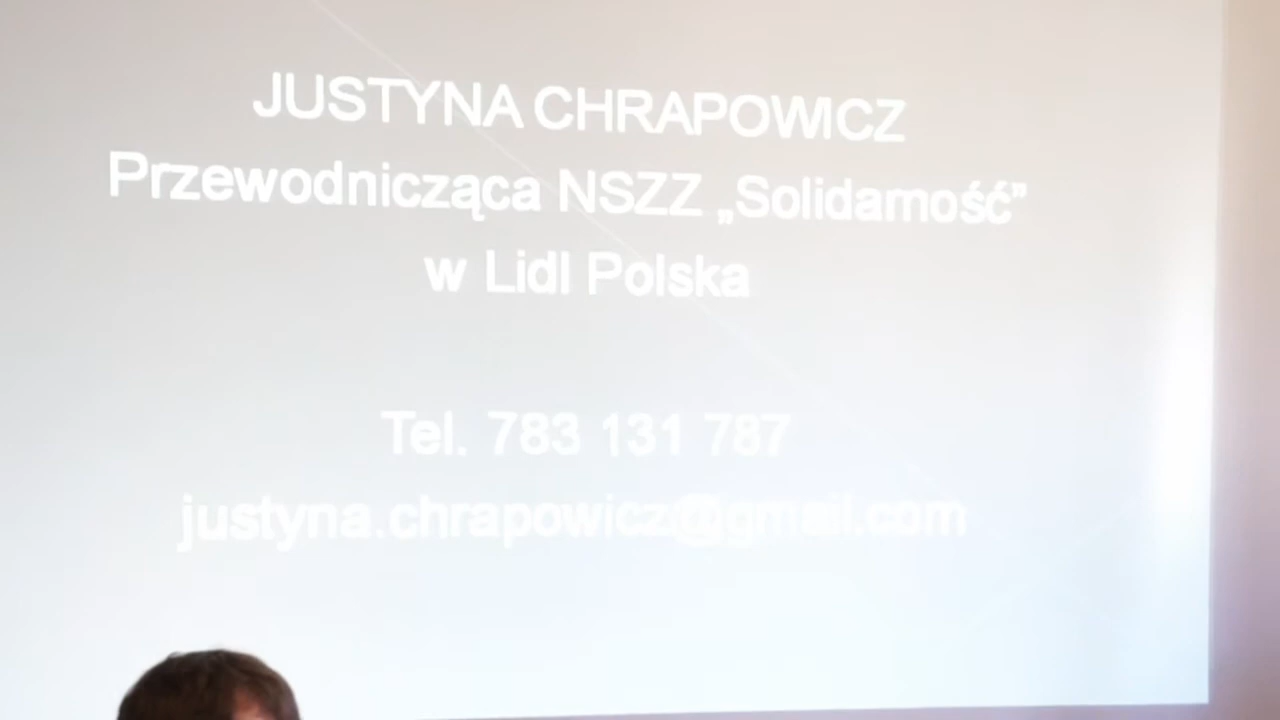 JUSTYNA CHRAPOWICZ
Przewodnicząca NSZZ „Solidarność”
w Lidl Polska
Tel. 783 131 787
justyna.chrapowicz@gmail.com